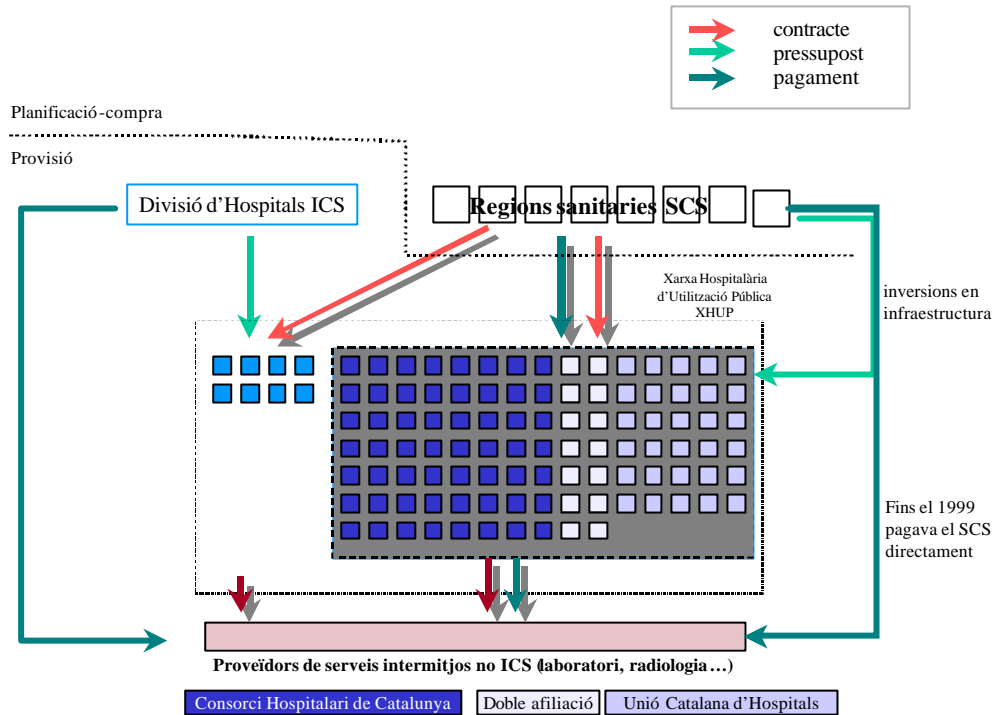 contracte
pressupost
pagament
Planificació-compra
Provisió
Divisió d'Hospitals ICS
Regions sanitaries SCS
Xarxa Hospitalària
d'Utilització Pública
XHUP
inversions en
infraestructura
Fins el 1999
pagava el SCS
directament
Proveïdors de serveis intermitjos no ICS (laboratori, radiologia…)
Consorci Hospitalari de Catalunya
Doble afiliació
Unió Catalana d'Hospitals